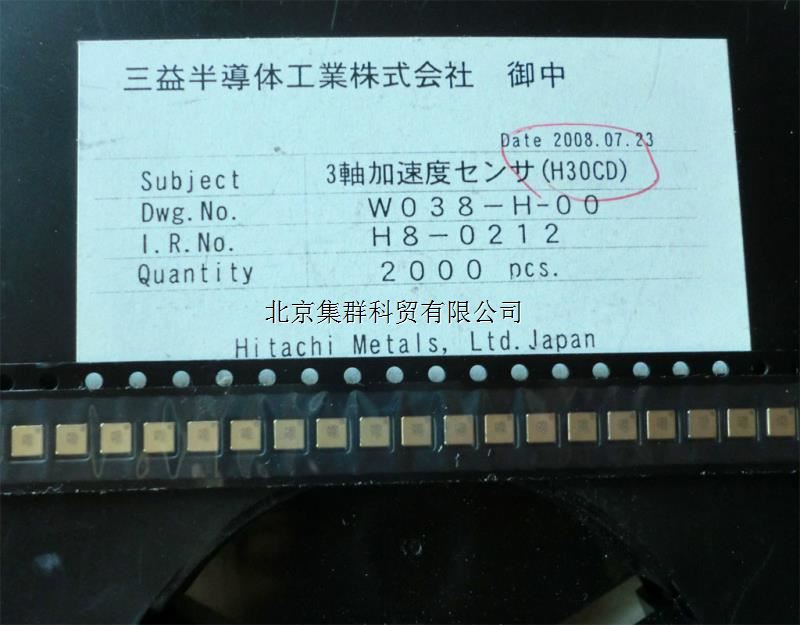 三益半導体工業株式会社 御中
Date 2008.07.23
Subject 3軸加速度センサ(H30CD)
Dwg.No. W038-H-00
I.R.No. H8-0212
Quantity 2000 pcs.
北京集群科贸有限公司
Hitachi Metals, Ltd.Japan